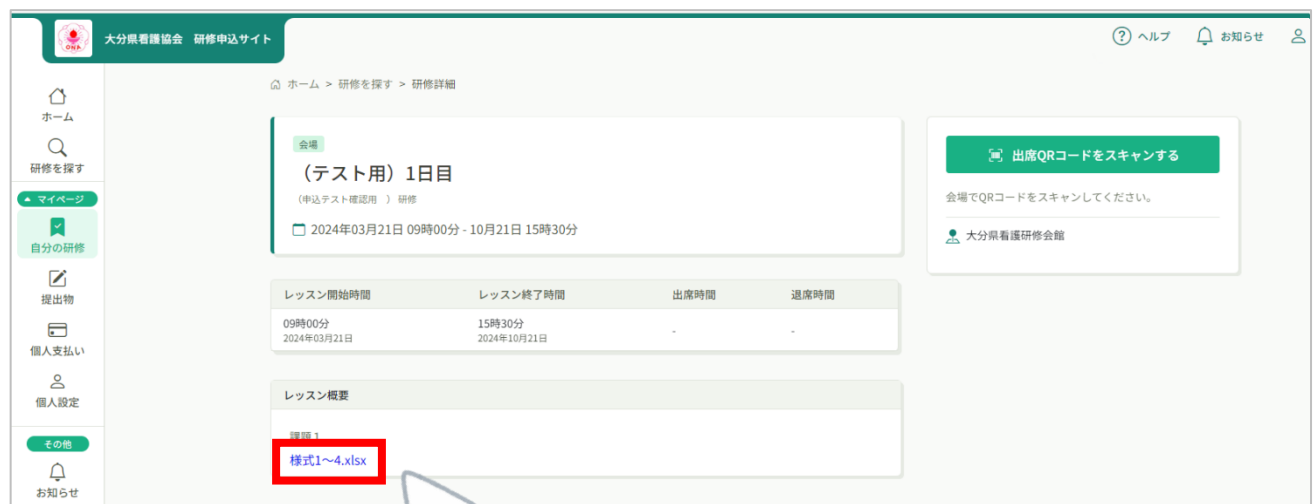 ONA
大分県看護協会 研修申込サイト
ヘルプ
お知らせ
ホーム > 研修を探す > 研修詳細
ホーム
研修を探す
マイページ
自分の研修
提出物
個人支払い
個人設定
その他
お知らせ
会場
（テスト用）1日目
（申込テスト確認用　）研修
2024年03月21日 09時00分 - 10月21日 15時30分
出席QRコードをスキャンする
会場でQRコードをスキャンしてください。
大分県看護研修会館
レッスン開始時間 レッスン終了時間 出席時間 退席時間
09時00分 15時30分 - -
2024年03月21日 2024年10月21日
レッスン概要
課題1
様式1～4.xlsx